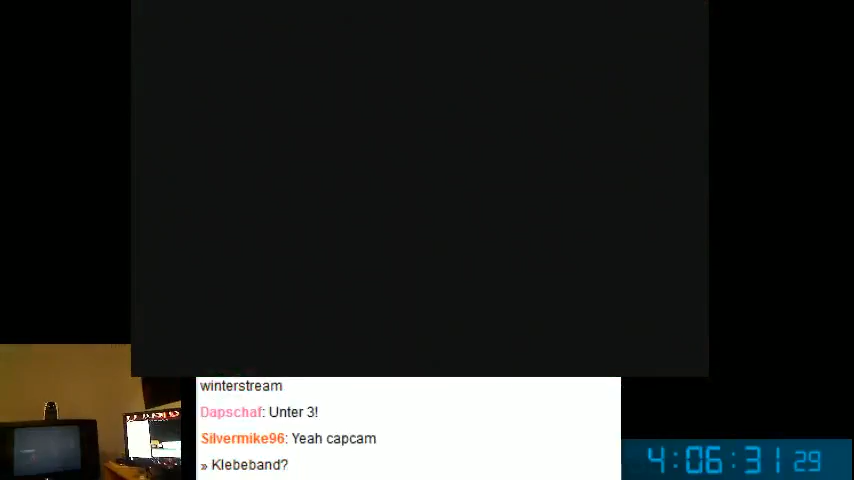 winterstream
Dapschaf: Unter 3!
Silvermike96: Yeah capcam
» Klebeband?
4:06:31 29